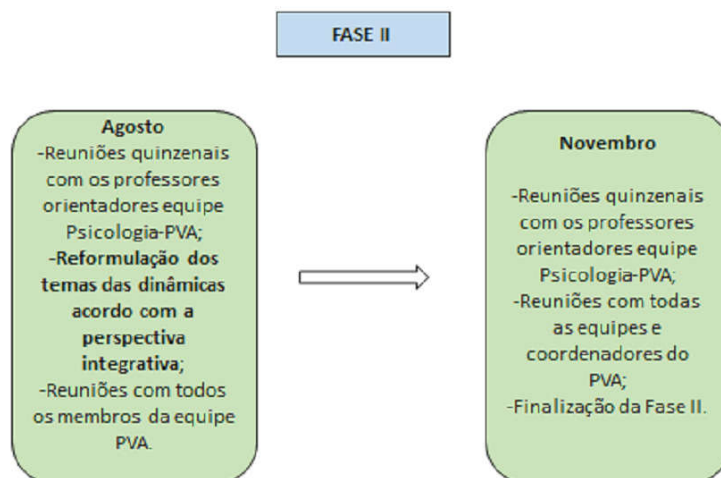 FASE II
Agosto
-Reuniões quinzenais
com os professores
orientadores equipe
Psicologia-PVA;
-Reformulação dos
temas das dinâmicas
acordo com a
perspectiva
integrativa;
-Reuniões com todos
os membros da equipe
PVA.
Novembro
-Reuniões quinzenais
com os professores
orientadores equipe
Psicologia-PVA;
-Reuniões com todas
as equipes e
coordenadores do
PVA;
-Finalização da Fase II.